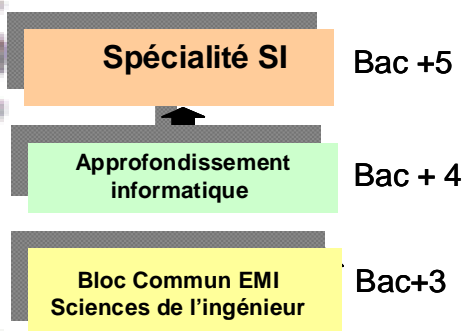 Spécialité SI
Bac +5
Approfondissement
informatique
Bac + 4
Bloc Commun EMI
Sciences de l'ingénieur
Bac+3